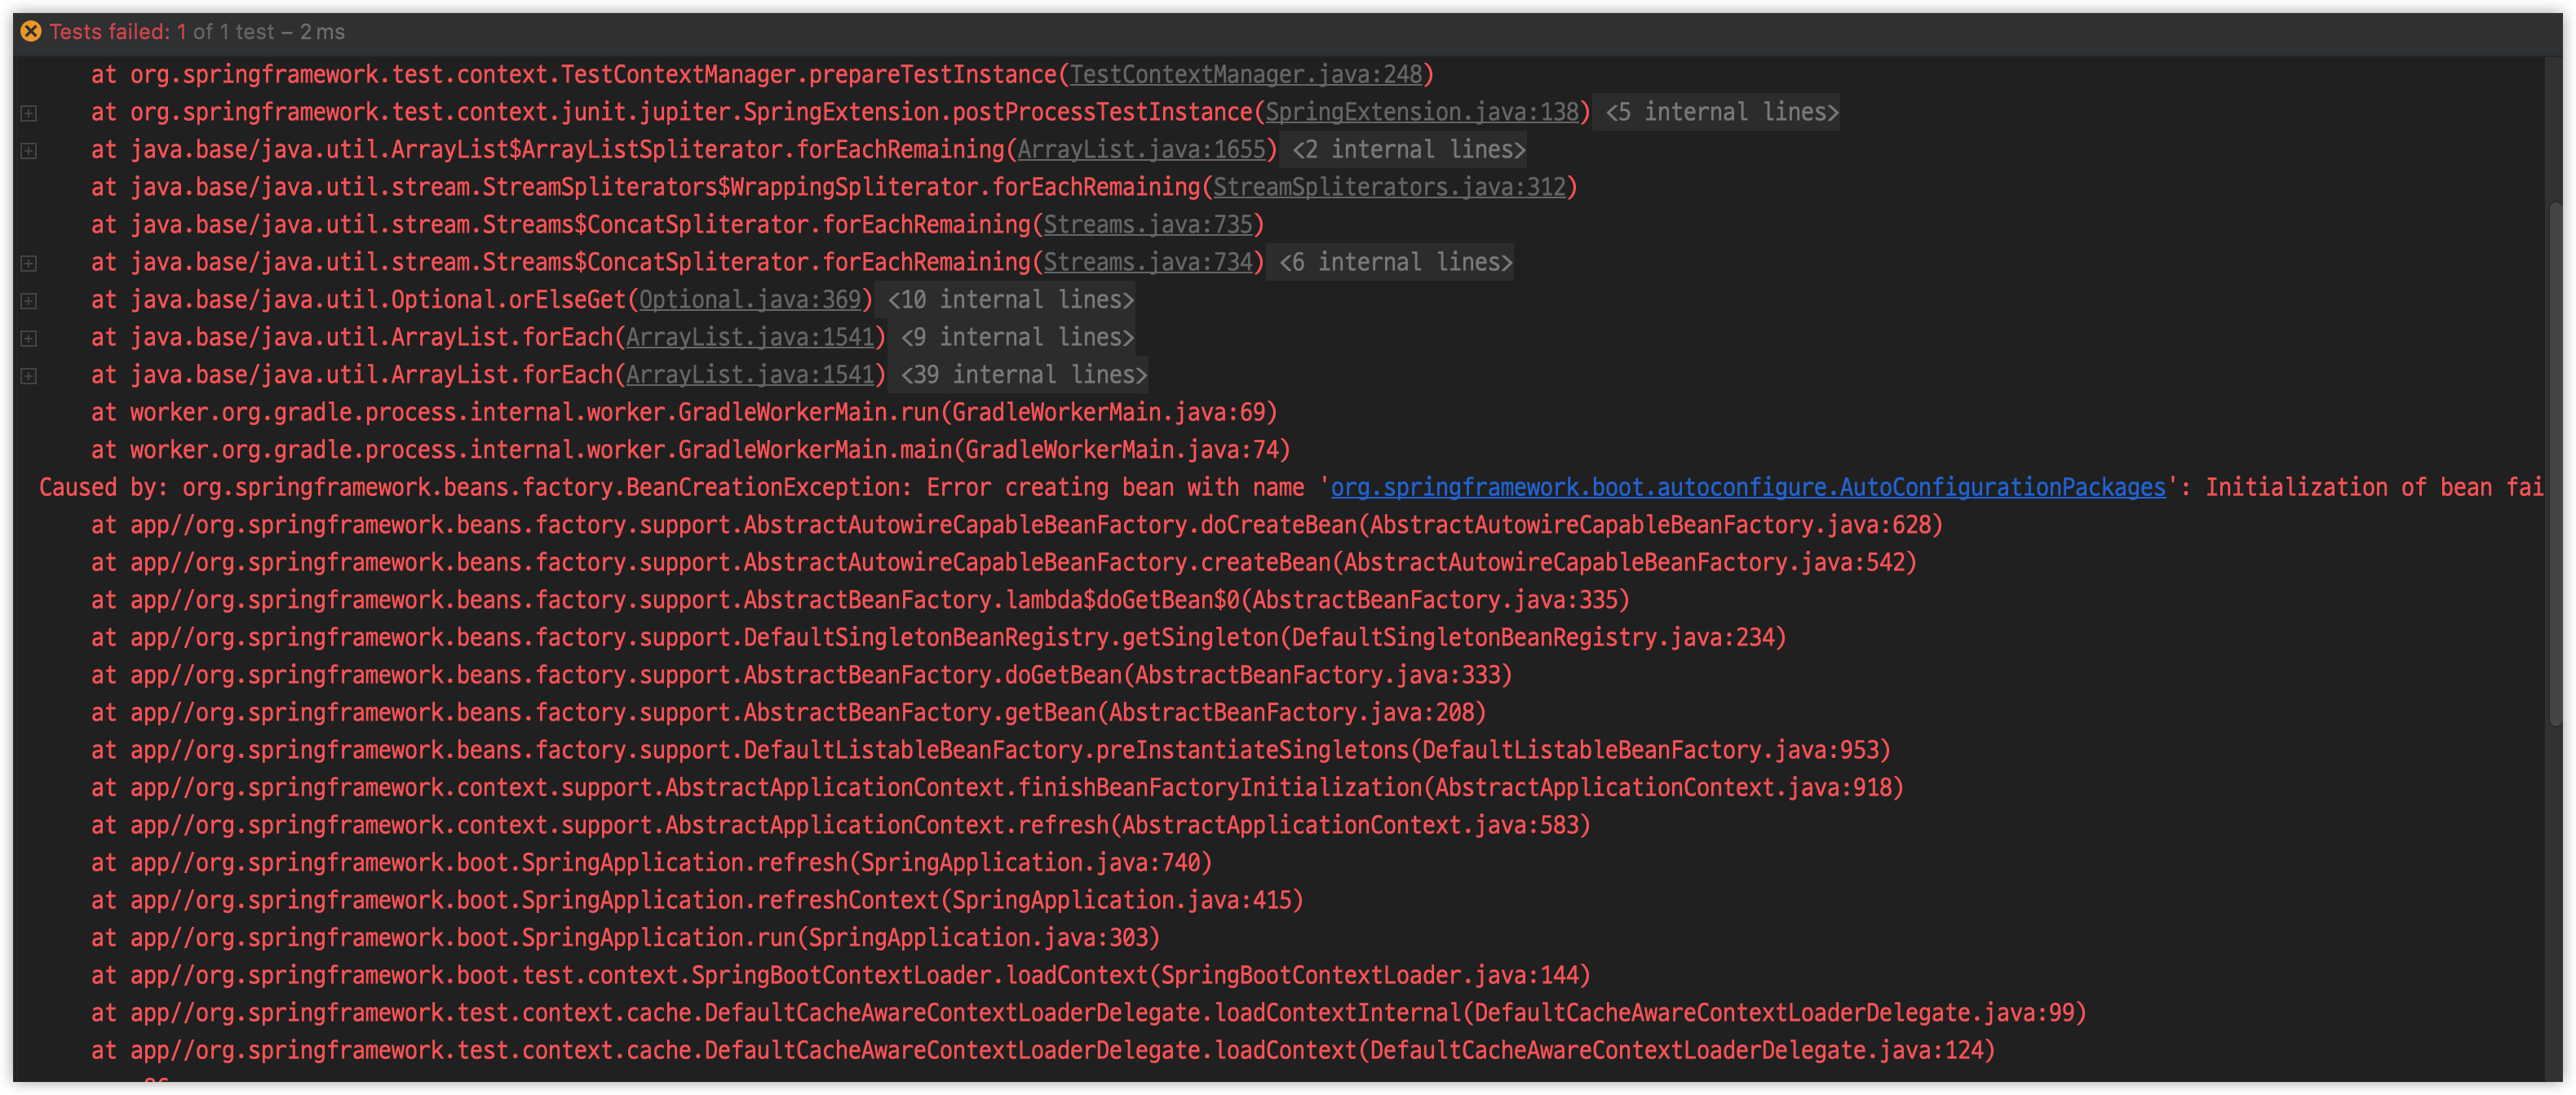 Tests failed: 1 of 1 test – 2 ms
at org.springframework.test.context.TestContextManager.prepareTestInstance(TestContextManager.java:248)
at org.springframework.test.context.junit.jupiter.SpringExtension.postProcessTestInstance(SpringExtension.java:138) <5 internal lines>
at java.base/java.util.ArrayList$ArrayListSpliterator.forEachRemaining(ArrayList.java:1655) <2 internal lines>
at java.base/java.util.stream.StreamSpliterators$WrappingSpliterator.forEachRemaining(StreamSpliterators.java:312)
at java.base/java.util.stream.Streams$ConcatSpliterator.forEachRemaining(Streams.java:735)
at java.base/java.util.stream.Streams$ConcatSpliterator.forEachRemaining(Streams.java:734) <6 internal lines>
at java.base/java.util.Optional.orElseGet(Optional.java:369) <10 internal lines>
at java.base/java.util.ArrayList.forEach(ArrayList.java:1541) <9 internal lines>
at java.base/java.util.ArrayList.forEach(ArrayList.java:1541) <39 internal lines>
at worker.org.gradle.process.internal.worker.GradleWorkerMain.run(GradleWorkerMain.java:69)
at worker.org.gradle.process.internal.worker.GradleWorkerMain.main(GradleWorkerMain.java:74)
Caused by: org.springframework.beans.factory.BeanCreationException: Error creating bean with name 'org.springframework.boot.autoconfigure.AutoConfigurationPackages': Initialization of bean fai
at app//org.springframework.beans.factory.support.AbstractAutowireCapableBeanFactory.doCreateBean(AbstractAutowireCapableBeanFactory.java:628)
at app//org.springframework.beans.factory.support.AbstractAutowireCapableBeanFactory.createBean(AbstractAutowireCapableBeanFactory.java:542)
at app//org.springframework.beans.factory.support.AbstractBeanFactory.lambda$doGetBean$0(AbstractBeanFactory.java:335)
at app//org.springframework.beans.factory.support.DefaultSingletonBeanRegistry.getSingleton(DefaultSingletonBeanRegistry.java:234)
at app//org.springframework.beans.factory.support.AbstractBeanFactory.doGetBean(AbstractBeanFactory.java:333)
at app//org.springframework.beans.factory.support.AbstractBeanFactory.getBean(AbstractBeanFactory.java:208)
at app//org.springframework.beans.factory.support.DefaultListableBeanFactory.preInstantiateSingletons(DefaultListableBeanFactory.java:953)
at app//org.springframework.context.support.AbstractApplicationContext.finishBeanFactoryInitialization(AbstractApplicationContext.java:918)
at app//org.springframework.context.support.AbstractApplicationContext.refresh(AbstractApplicationContext.java:583)
at app//org.springframework.boot.SpringApplication.refresh(SpringApplication.java:740)
at app//org.springframework.boot.SpringApplication.refreshContext(SpringApplication.java:415)
at app//org.springframework.boot.SpringApplication.run(SpringApplication.java:303)
at app//org.springframework.boot.test.context.SpringBootContextLoader.loadContext(SpringBootContextLoader.java:144)
at app//org.springframework.test.context.cache.DefaultCacheAwareContextLoaderDelegate.loadContextInternal(DefaultCacheAwareContextLoaderDelegate.java:99)
at app//org.springframework.test.context.cache.DefaultCacheAwareContextLoaderDelegate.loadContext(DefaultCacheAwareContextLoaderDelegate.java:124)